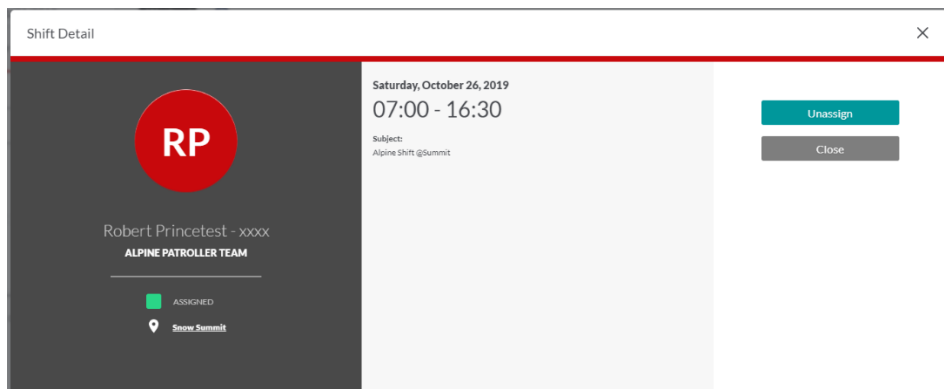 Shift Detail
RP
Robert Princetest - xxxx
ALPINE PATROLLER TEAM
ASSIGNED
Snow Summit
Saturday, October 26, 2019
07:00 - 16:30
Subject:
Alpine Shift @Summit
Unassign
Close